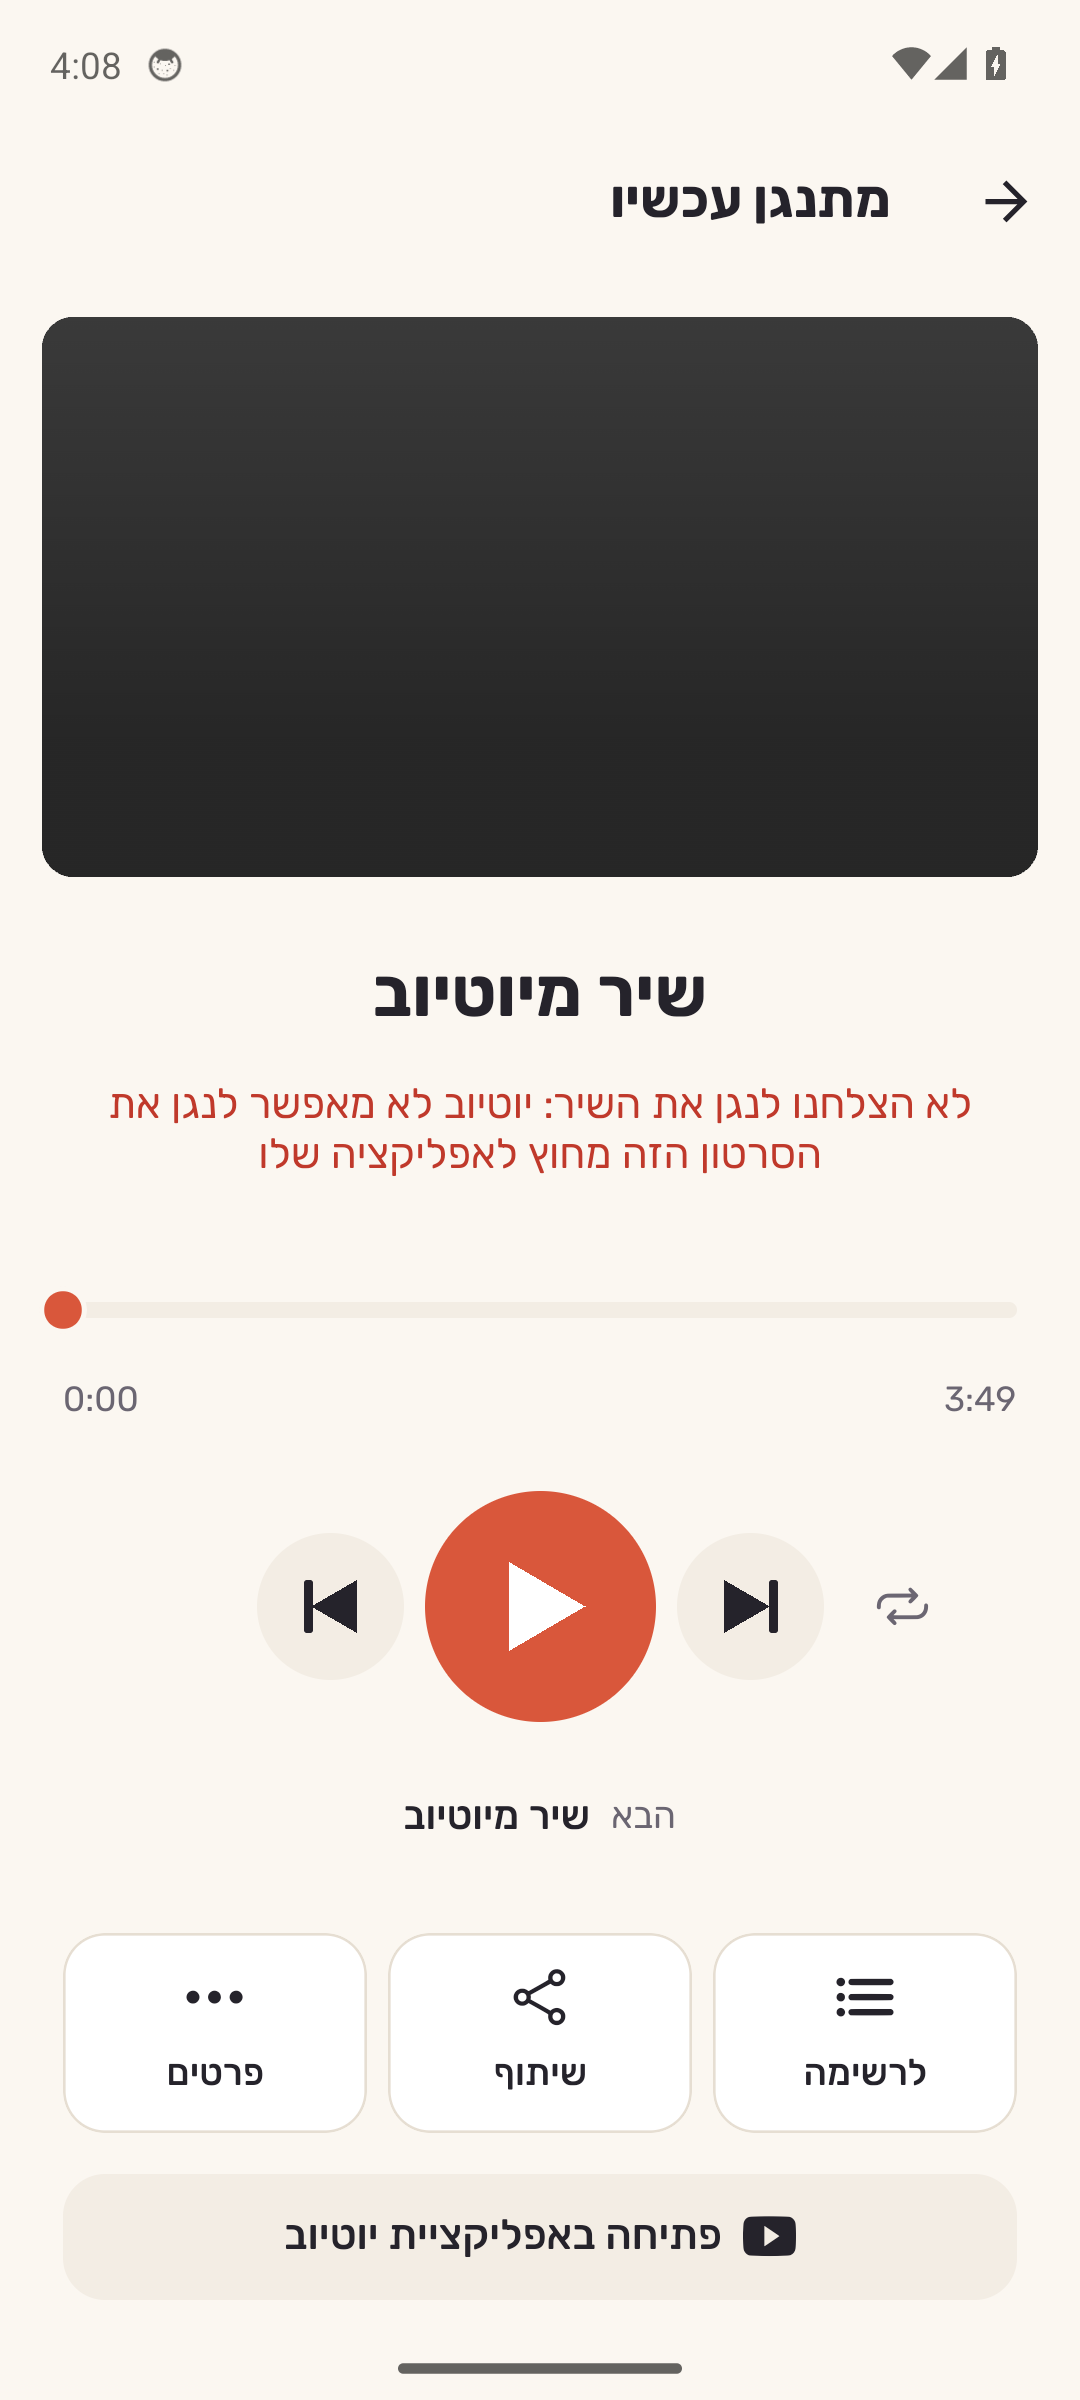 4:08
מתנגן עכשיו
שיר מיוטיוב
לא הצלחנו לנגן את השיר: יוטיוב לא מאפשר לנגן את
הסרטון הזה מחוץ לאפליקציה שלו
0:00
3:49
הבא שיר מיוטיוב
לרשימה
שיתוף
פרטים
פתיחה באפליקציית יוטיוב